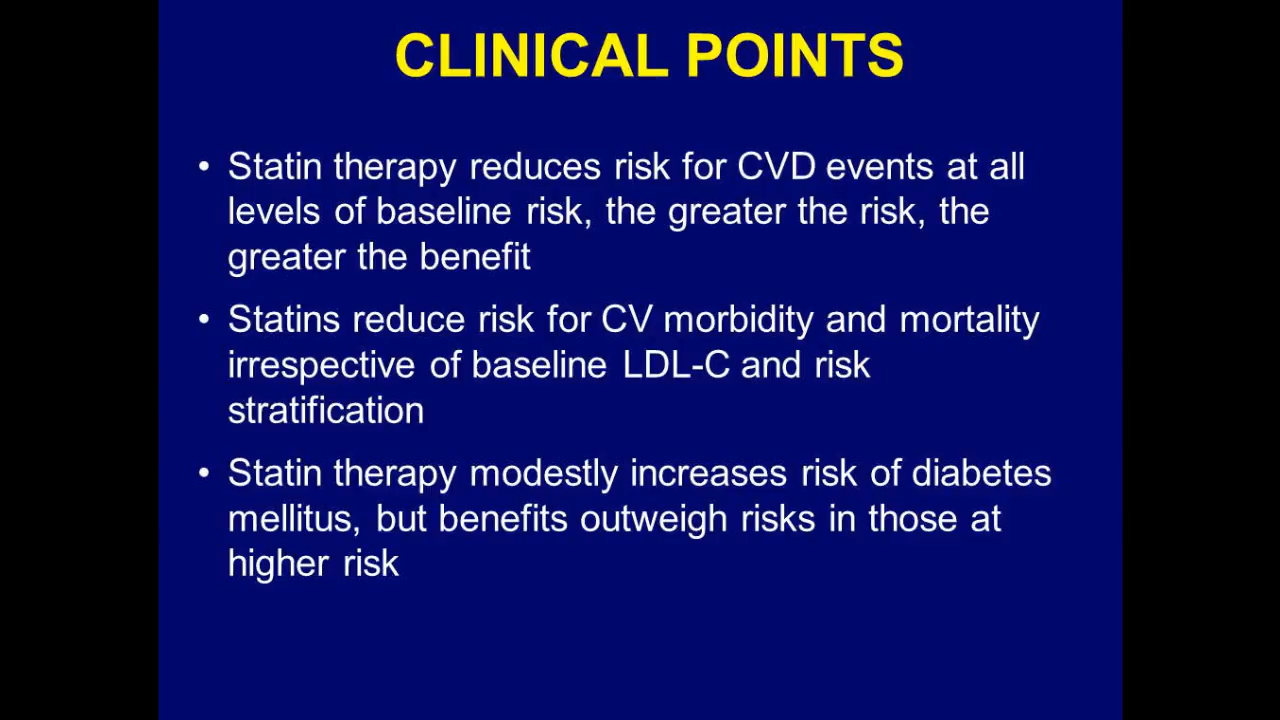 CLINICAL POINTS
• Statin therapy reduces risk for CVD events at all
levels of baseline risk, the greater the risk, the
greater the benefit
• Statins reduce risk for CV morbidity and mortality
irrespective of baseline LDL-C and risk
stratification
• Statin therapy modestly increases risk of diabetes
mellitus, but benefits outweigh risks in those at
higher risk